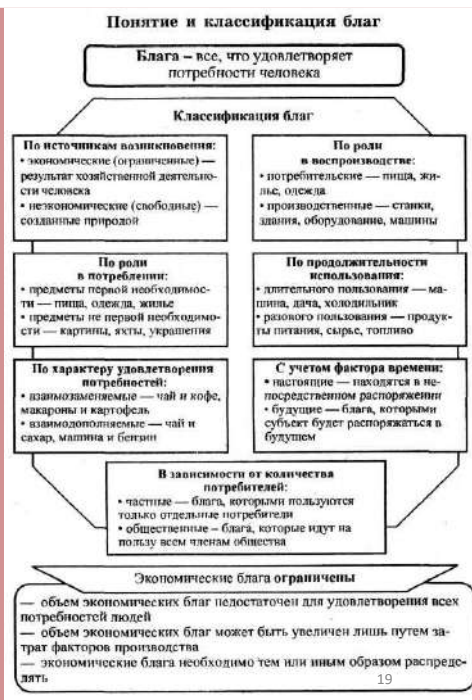 Понятие и классификация благ
Блага – все, что удовлетворяет
потребности человека
Классификация благ
По источникам возникновения:
• экономические (ограниченные) —
результат хозяйственной деятельно-
сти человека
• неэкономические (свободные) —
созданные природой
По роли
в воспроизводстве:
• потребительские — пища, жи-
лье, одежда
• производственные — станки,
здания, оборудование, машины
По роли
в потреблении:
• предметы первой необходимос-
ти — пища, одежда, жилье
• предметы не первой необходимо-
сти — картины, яхты, украшения
По продолжительности
использования:
• длительного пользования — ма-
шина, дача, холодильник
• разового пользования — продук-
ты питания, сырье, топливо
По характеру удовлетворения
потребностей:
• взаимозаменяемые — чай и кофе,
макароны и картофель
• взаимодополняемые — чай и
сахар, машина и бензин
С учетом фактора времени:
• настоящие — находятся в не-
посредственном распоряжении
• будущие — блага, которыми
субъект будет распоряжаться в
будущем
В зависимости от количества
потребителей:
• частные — блага, которыми пользуются
только отдельные потребители
• общественные – блага, которые идут на
пользу всем членам общества
Экономические блага ограничены
— объем экономических благ недостаточен для удовлетворения всех
потребностей людей
— объем экономических благ может быть увеличен лишь путем за-
трат факторов производства
— экономические блага необходимо тем или иным образом распреде-
лять
19